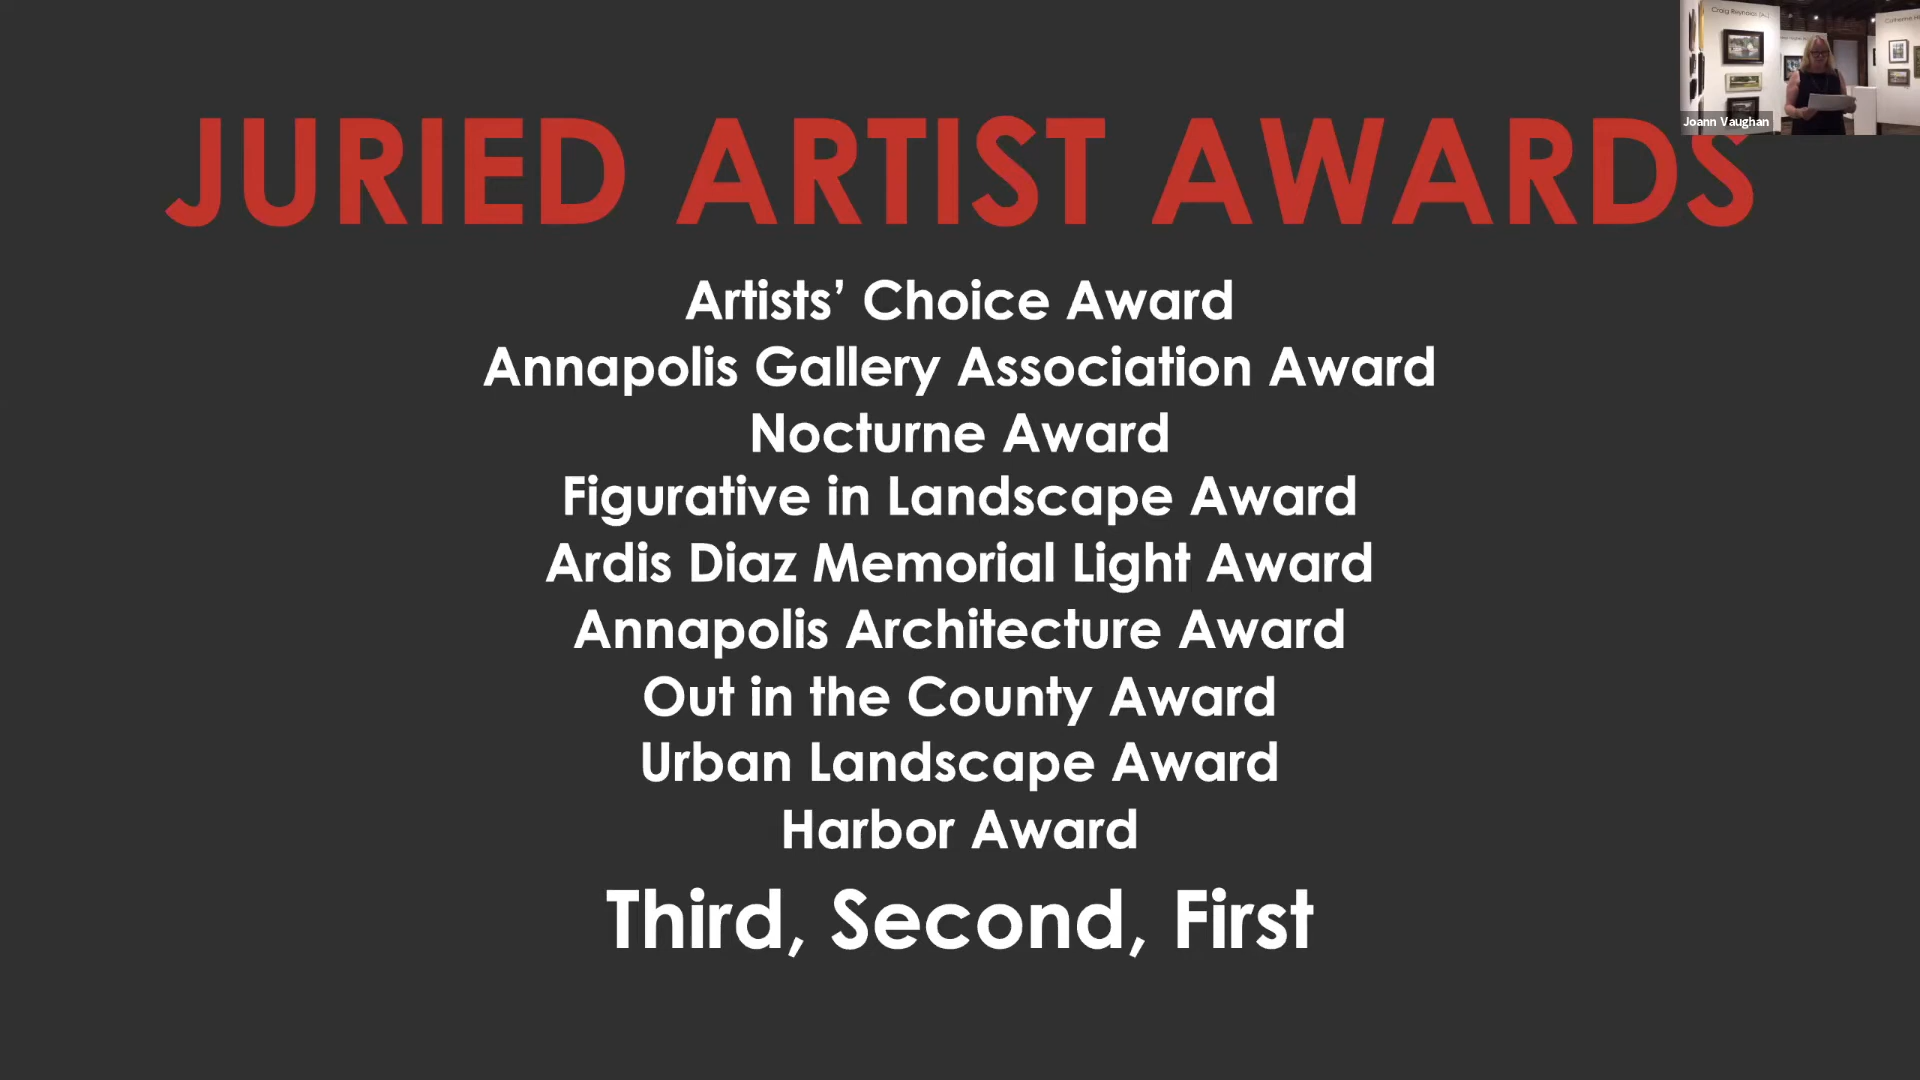 JURIED ARTIST AWARDS
Artists’ Choice Award
Annapolis Gallery Association Award
Nocturne Award
Figurative in Landscape Award
Ardis Diaz Memorial Light Award
Annapolis Architecture Award
Out in the County Award
Urban Landscape Award
Harbor Award
Third, Second, First
Craig Reynolds
Joann Vaughan